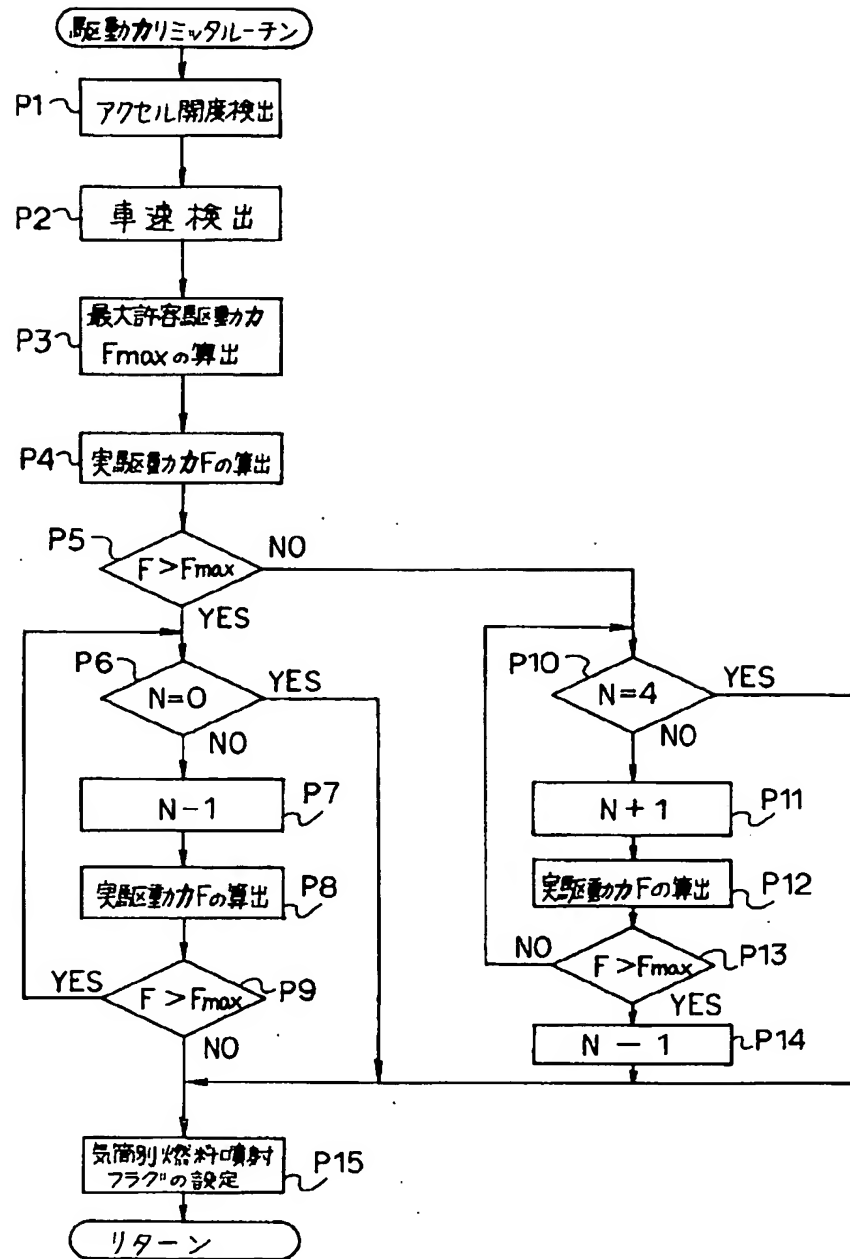 駆動力リミッタルーチン
P1
アクセル開度検出
P2
車速検出
P3
最大許容駆動力
Fmaxの算出
P4
実駆動力Fの算出
P5
F>Fmax
NO
YES
P6
N=0
YES
NO
P7
N-1
P8
実駆動力Fの算出
P9
F>Fmax
YES
NO
P10
N=4
YES
NO
P11
N+1
P12
実駆動力Fの算出
P13
F>Fmax
NO
YES
P14
N-1
P15
気筒別燃料噴射
フラグの設定
リターン